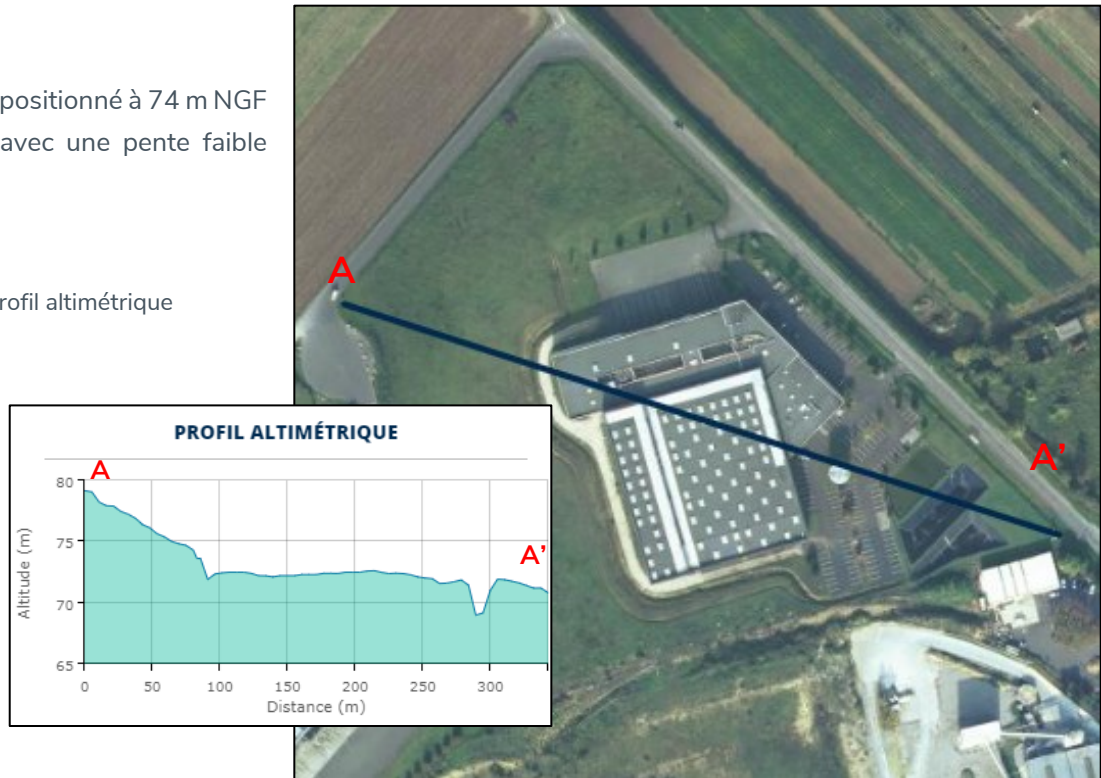 positionné à 74 m NGF
avec une pente faible
profil altimétrique
A
A'
PROFIL ALTIMÉTRIQUE
A
A'
80
75
70
65
Altitude (m)
0 50 100 150 200 250 300
Distance (m)